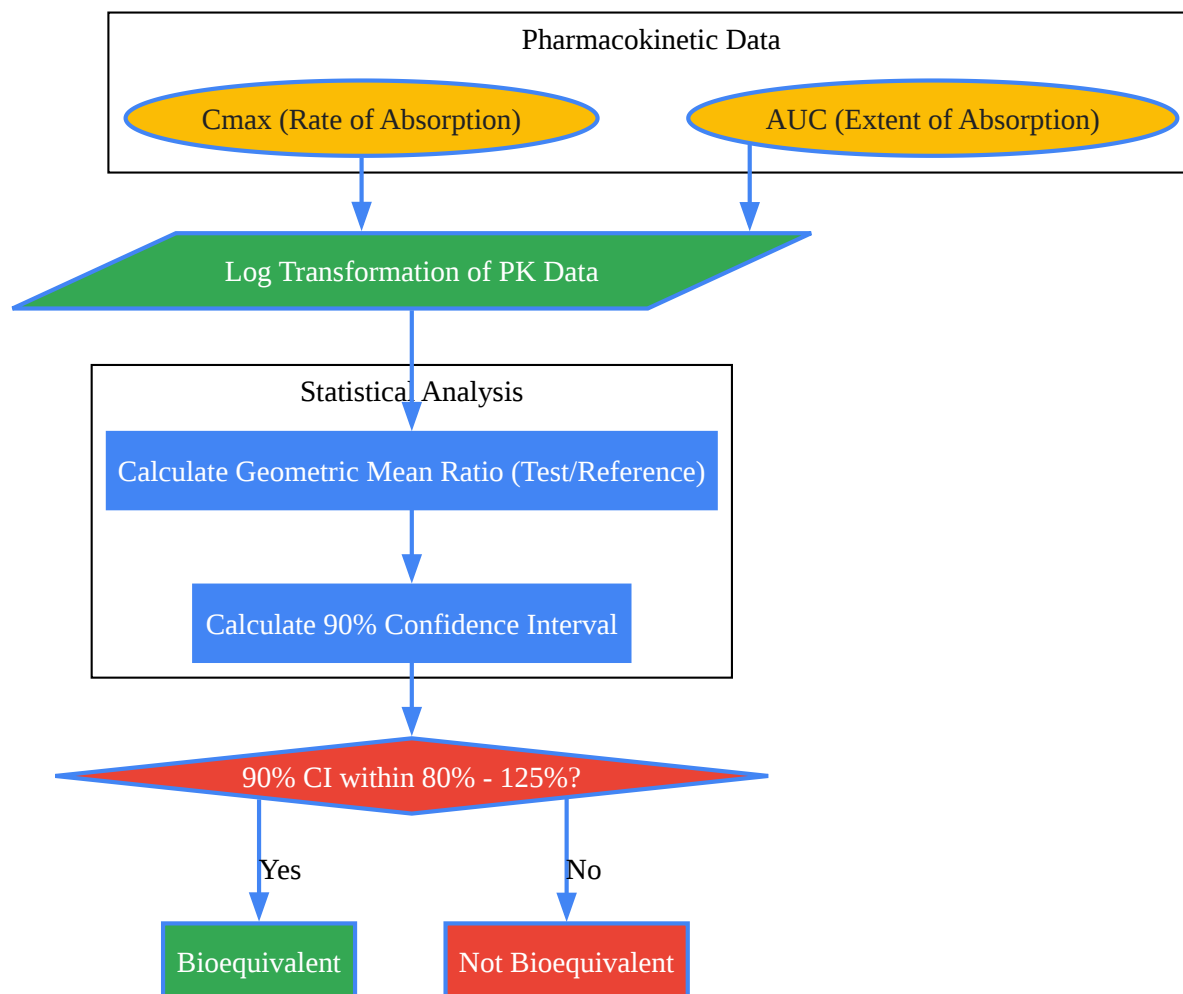 Pharmacokinetic Data
Cmax (Rate of Absorption)
AUC (Extent of Absorption)
Log Transformation of PK Data
Statistical Analysis
Calculate Geometric Mean Ratio (Test/Reference)
Calculate 90% Confidence Interval
90% CI within 80% - 125%?
Yes
No
Bioequivalent
Not Bioequivalent